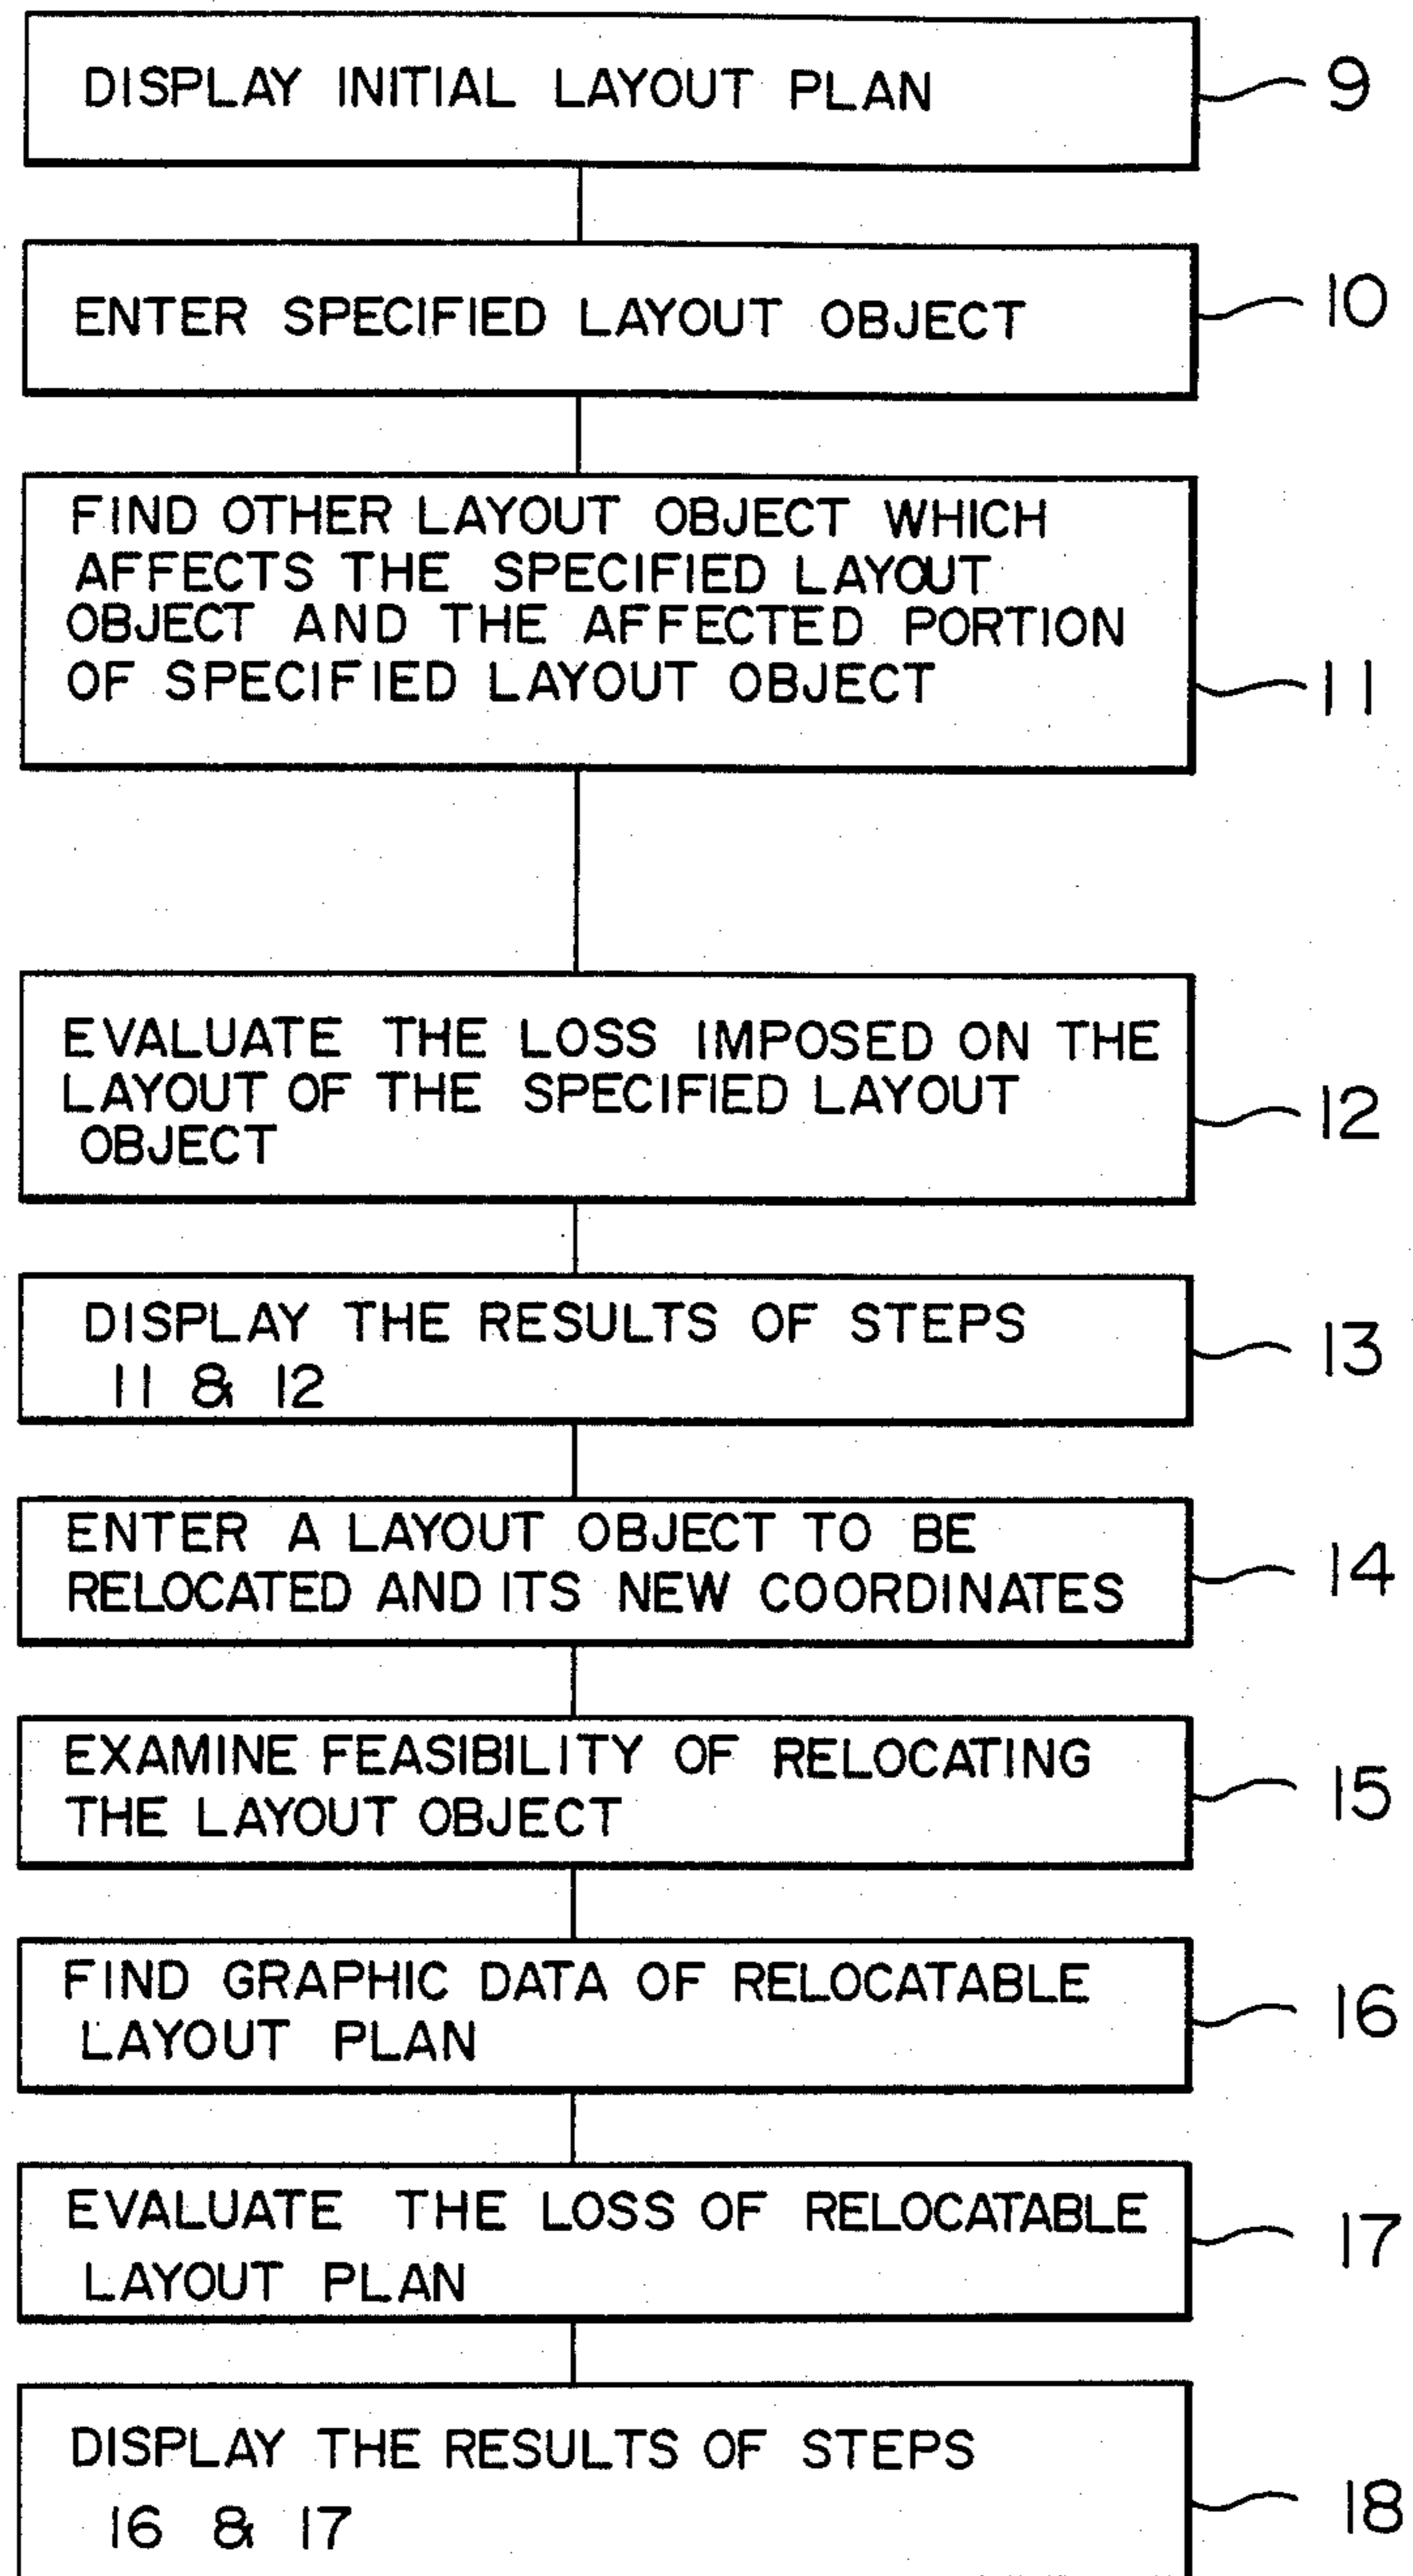 DISPLAY INITIAL LAYOUT PLAN
9
ENTER SPECIFIED LAYOUT OBJECT
10
FIND OTHER LAYOUT OBJECT WHICH
AFFECTS THE SPECIFIED LAYOUT
OBJECT AND THE AFFECTED PORTION
OF SPECIFIED LAYOUT OBJECT
11
EVALUATE THE LOSS IMPOSED ON THE
LAYOUT OF THE SPECIFIED LAYOUT
OBJECT
12
DISPLAY THE RESULTS OF STEPS
11 & 12
13
ENTER A LAYOUT OBJECT TO BE
RELOCATED AND ITS NEW COORDINATES
14
EXAMINE FEASIBILITY OF RELOCATING
THE LAYOUT OBJECT
15
FIND GRAPHIC DATA OF RELOCATABLE
LAYOUT PLAN
16
EVALUATE THE LOSS OF RELOCATABLE
LAYOUT PLAN
17
DISPLAY THE RESULTS OF STEPS
16 & 17
18